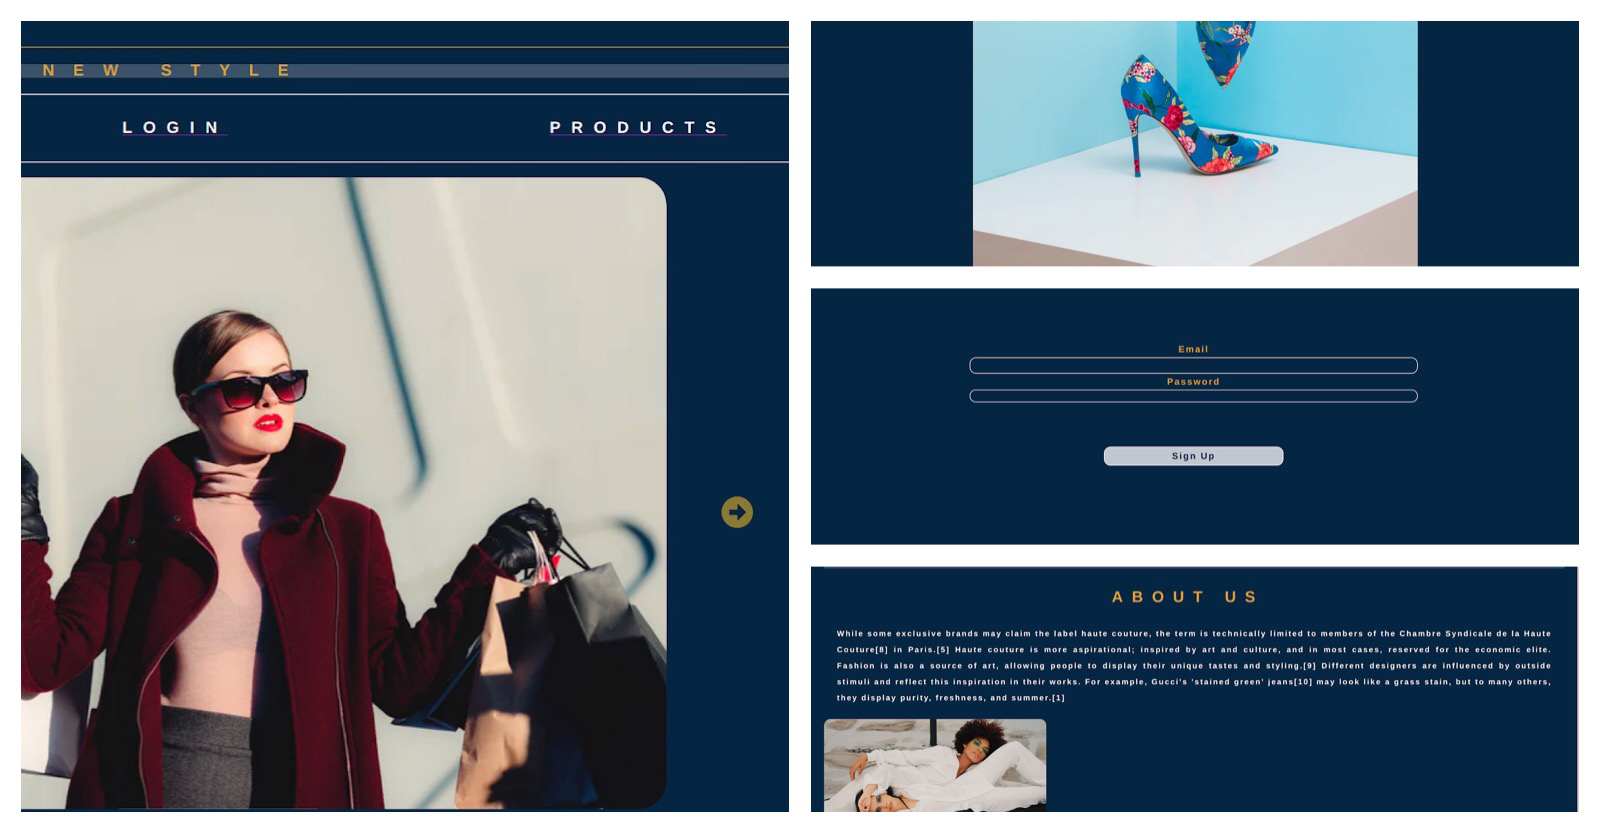 NEW STYLE
LOGIN
PRODUCTS
Email
Password
Sign Up
ABOUT US
While some exclusive brands may claim the label haute couture, the term is technically limited to members of the Chambre Syndicale de la Haute
Couture[8] in Paris.[5] Haute couture is more aspirational; inspired by art and culture, and in most cases, reserved for the economic elite.
Fashion is also a source of art, allowing people to display their unique tastes and styling.[9] Different designers are influenced by outside
stimuli and reflect this inspiration in their works. For example, Gucci's 'stained green' jeans[10] may look like a grass stain, but to many others,
they display purity, freshness, and summer.[1]